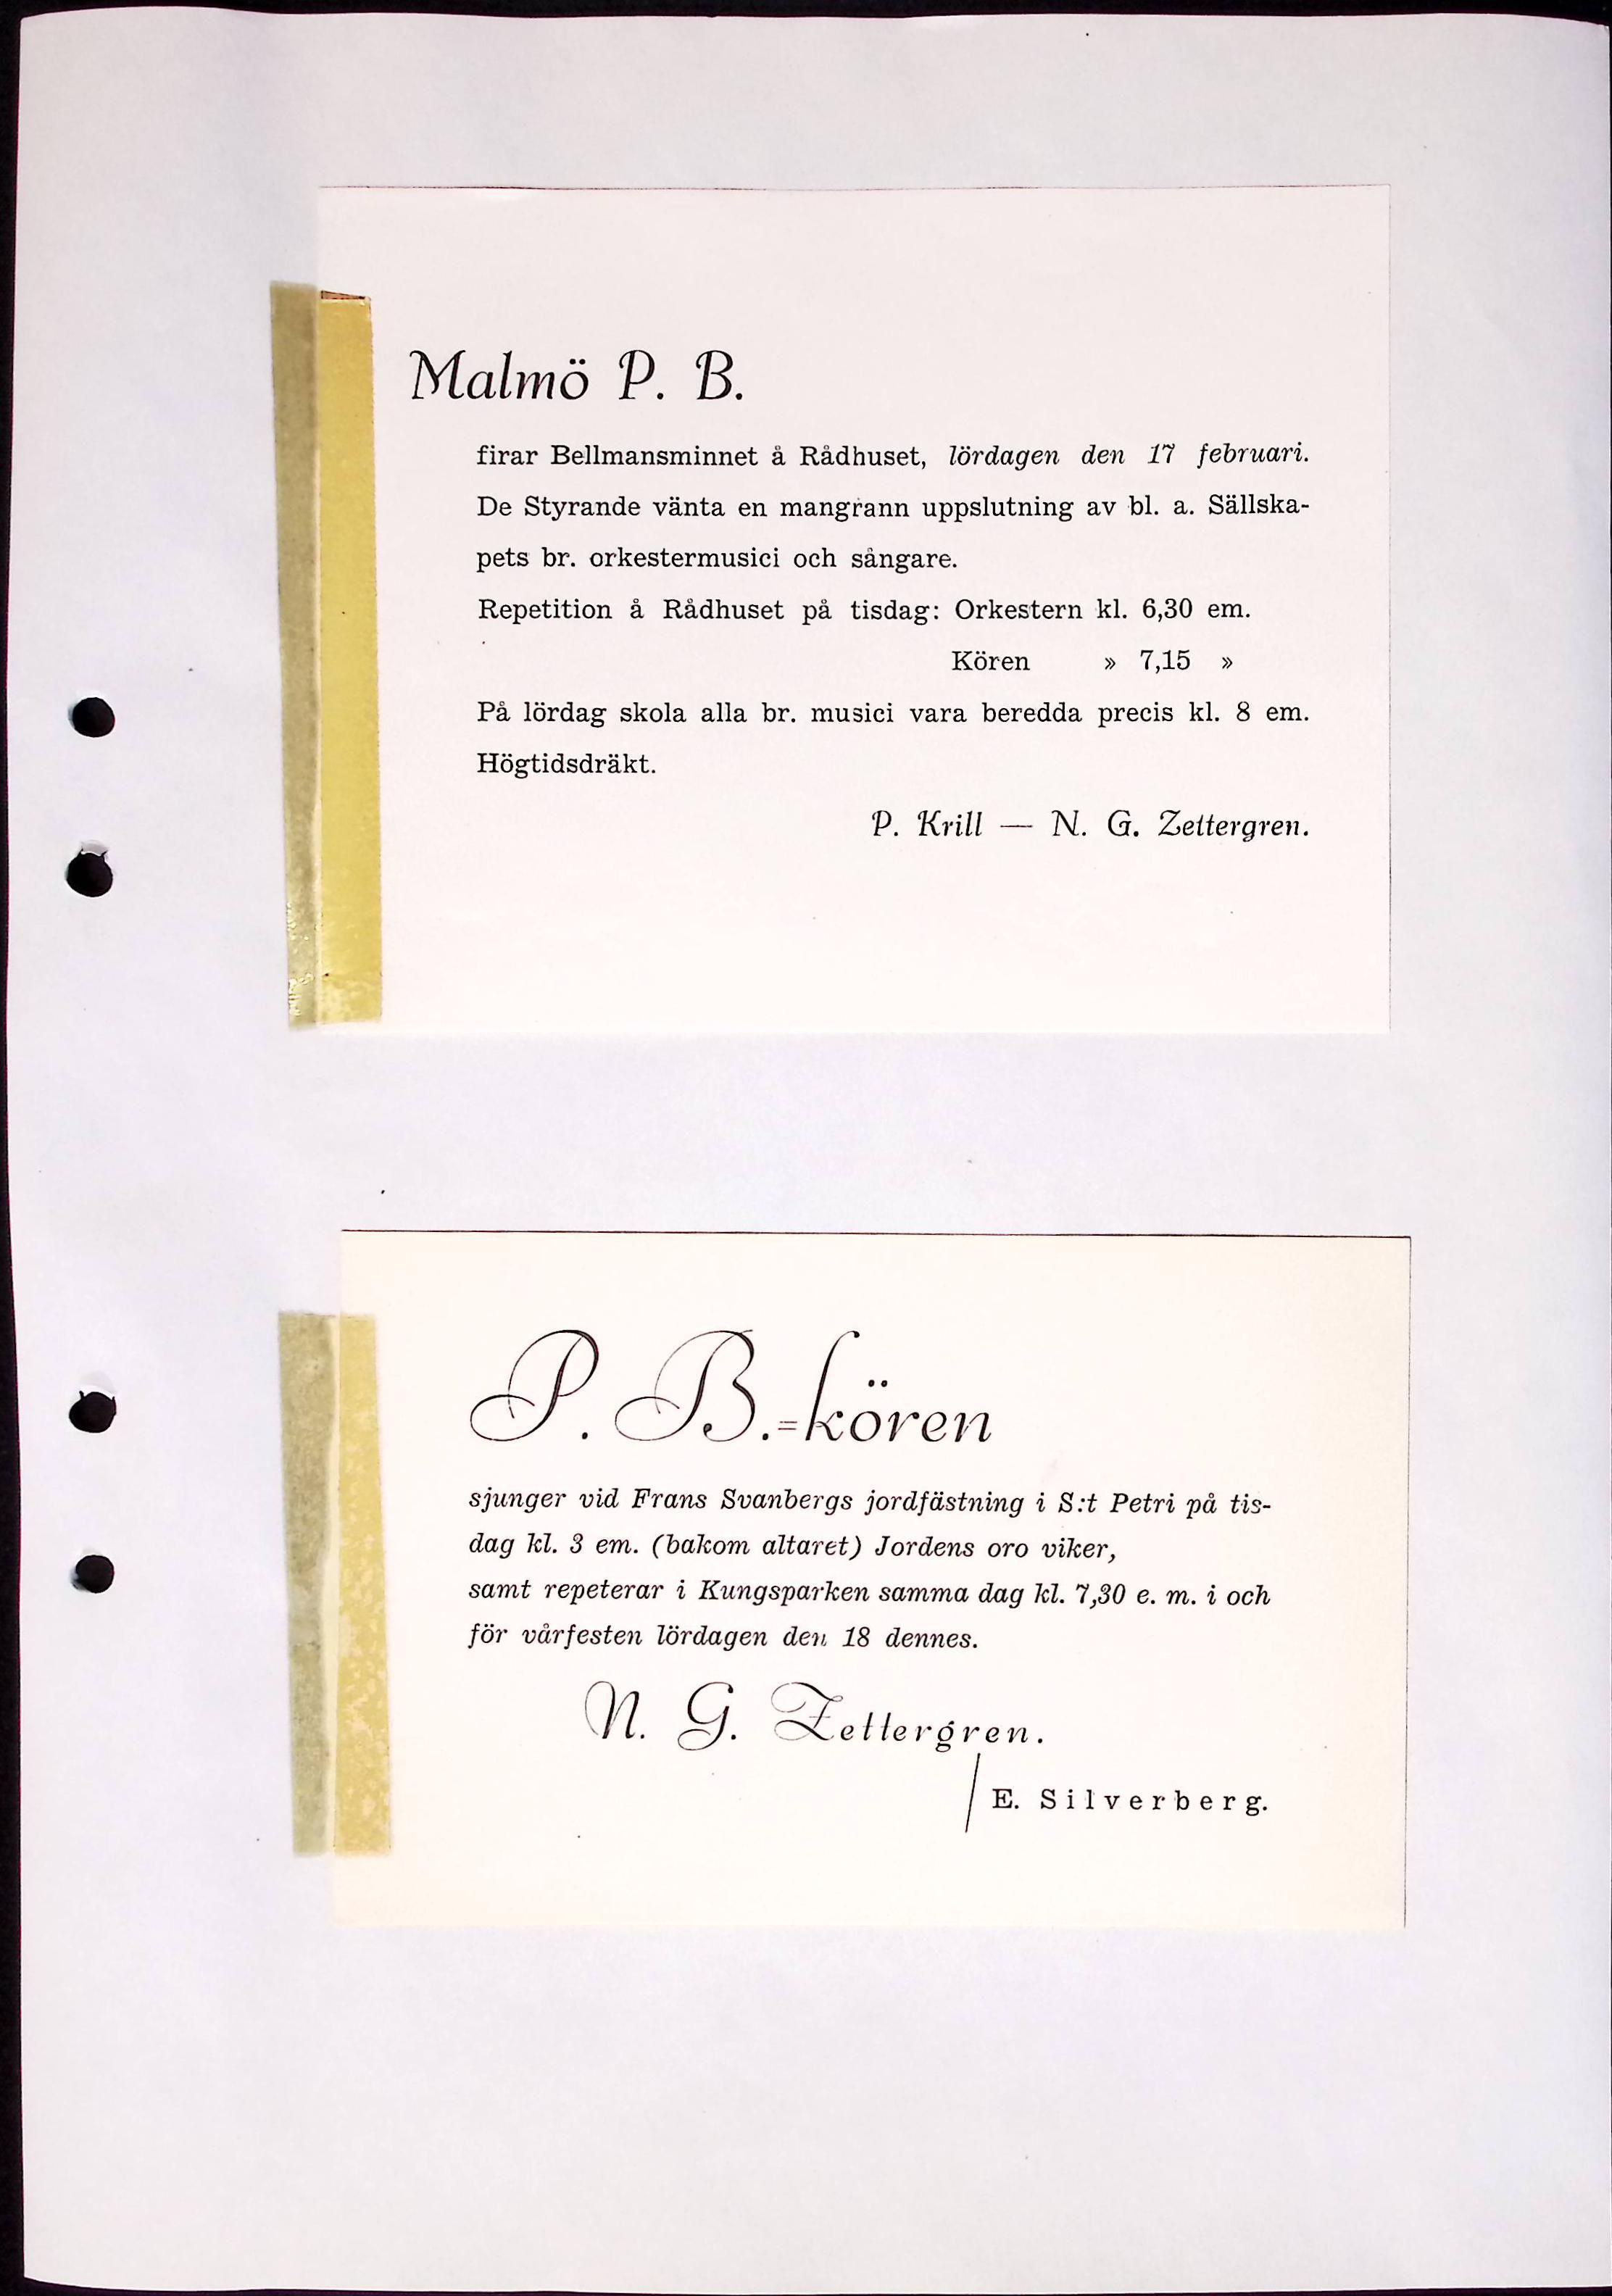 Malmö P. B.
firar Bellmansminnet å Rådhuset, lördagen den 17 februari.
De Styrande vänta en mangrann uppslutning av bl. a. Sällska-
pets br. orkestermusici och sångare.
Repetition å Rådhuset på tisdag: Orkestern kl. 6,30 em.
Kören » 7,15 »
På lördag skola alla br. musici vara beredda precis kl. 8 em.
Högtidsdräkt.
P. Krill — N. G. Zettergren.
P. B.=kören
sjunger vid Frans Svanbergs jordfästning i S:t Petri på tis-
dag kl. 3 em. (bakom altaret) Jordens oro viker,
samt repeterar i Kungsparken samma dag kl. 7,30 e. m. i och
för vårfesten lördagen den 18 dennes.
N. G. Zettergren.
/E. Silverberg.